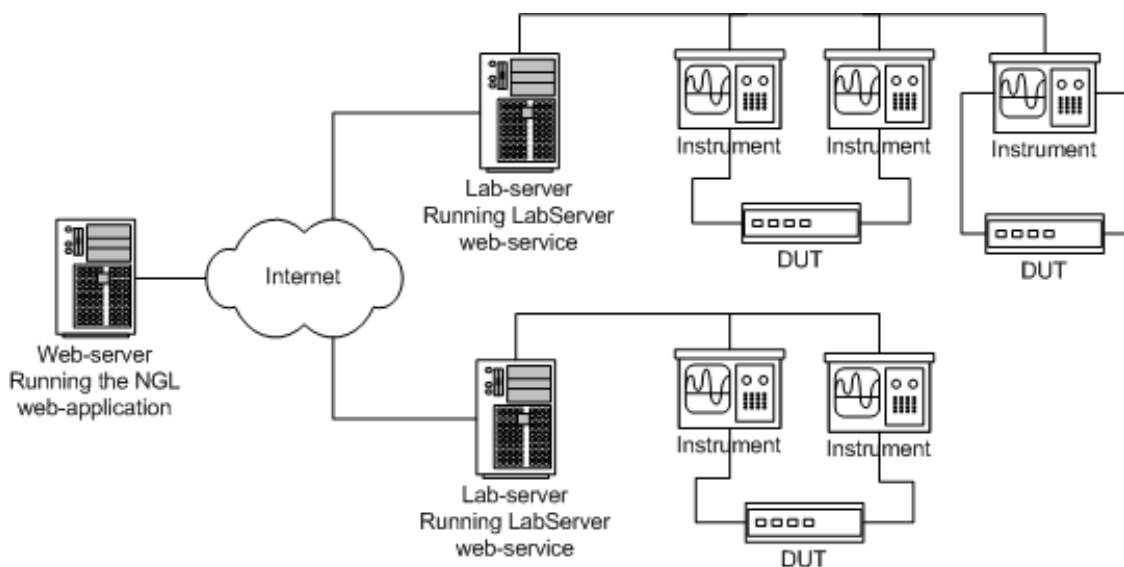 Instrument
Instrument
Instrument
Lab-server
Running LabServer
web-service
DUT
DUT
Internet
Web-server
Running the NGL
web-application
Instrument
Instrument
Lab-server
Running LabServer
web-service
DUT